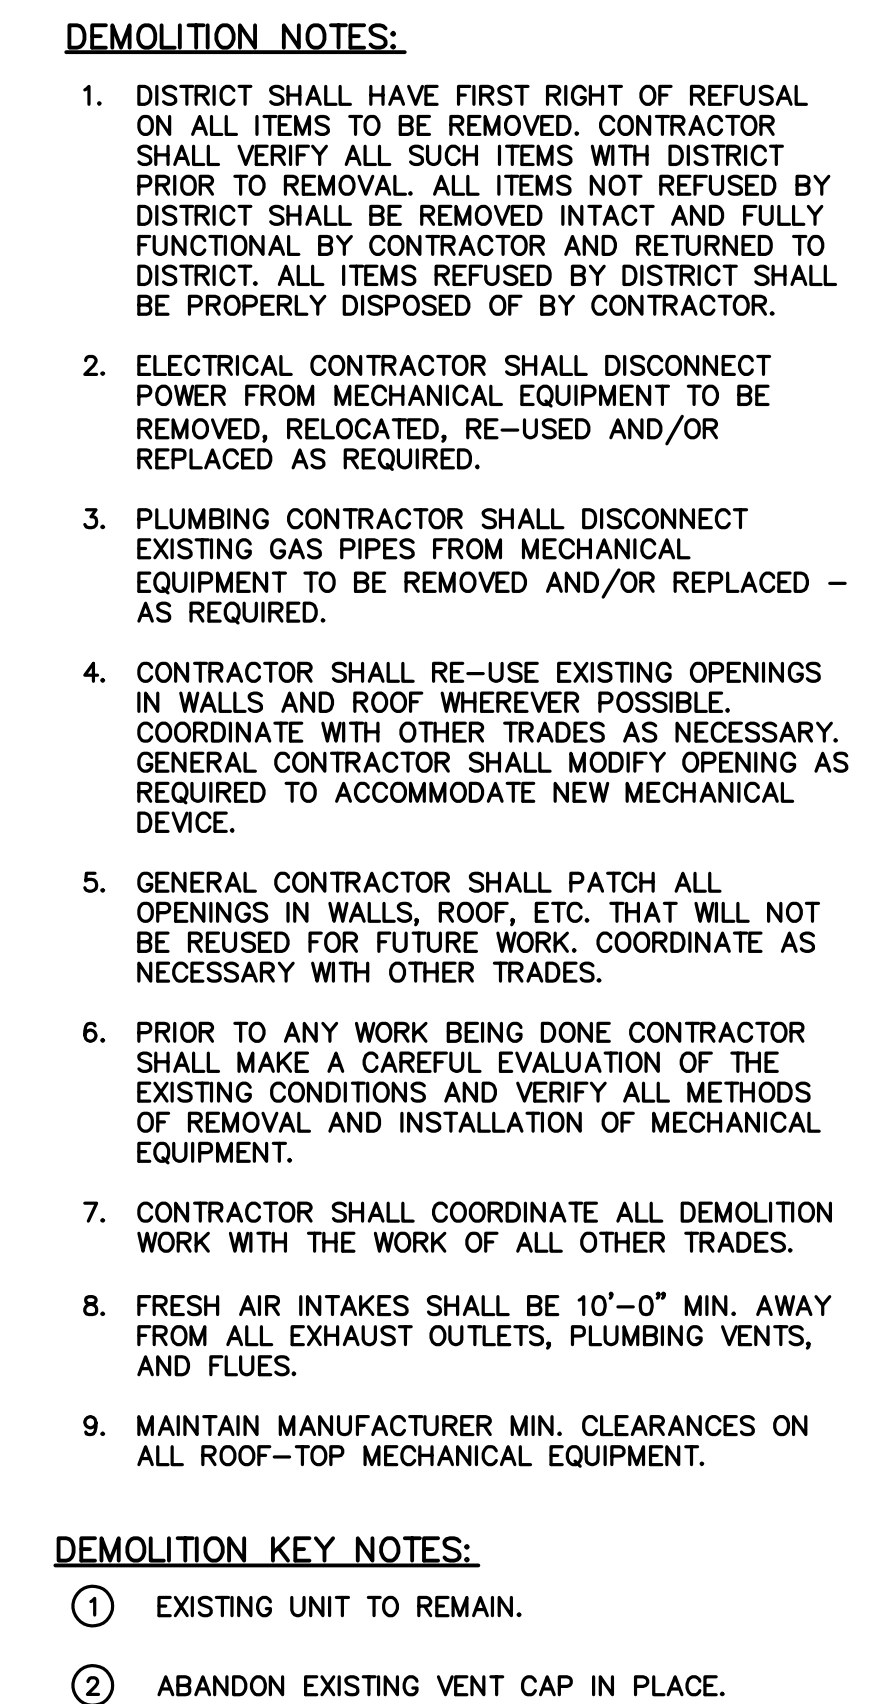 DEMOLITION NOTES:
1. DISTRICT SHALL HAVE FIRST RIGHT OF REFUSAL
ON ALL ITEMS TO BE REMOVED. CONTRACTOR
SHALL VERIFY ALL SUCH ITEMS WITH DISTRICT
PRIOR TO REMOVAL. ALL ITEMS NOT REFUSED BY
DISTRICT SHALL BE REMOVED INTACT AND FULLY
FUNCTIONAL BY CONTRACTOR AND RETURNED TO
DISTRICT. ALL ITEMS REFUSED BY DISTRICT SHALL
BE PROPERLY DISPOSED OF BY CONTRACTOR.
2. ELECTRICAL CONTRACTOR SHALL DISCONNECT
POWER FROM MECHANICAL EQUIPMENT TO BE
REMOVED, RELOCATED, RE-USED AND/OR
REPLACED AS REQUIRED.
3. PLUMBING CONTRACTOR SHALL DISCONNECT
EXISTING GAS PIPES FROM MECHANICAL
EQUIPMENT TO BE REMOVED AND/OR REPLACED -
AS REQUIRED.
4. CONTRACTOR SHALL RE-USE EXISTING OPENINGS
IN WALLS AND ROOF WHEREVER POSSIBLE.
COORDINATE WITH OTHER TRADES AS NECESSARY.
GENERAL CONTRACTOR SHALL MODIFY OPENING AS
REQUIRED TO ACCOMMODATE NEW MECHANICAL
DEVICE.
5. GENERAL CONTRACTOR SHALL PATCH ALL
OPENINGS IN WALLS, ROOF, ETC. THAT WILL NOT
BE REUSED FOR FUTURE WORK. COORDINATE AS
NECESSARY WITH OTHER TRADES.
6. PRIOR TO ANY WORK BEING DONE CONTRACTOR
SHALL MAKE A CAREFUL EVALUATION OF THE
EXISTING CONDITIONS AND VERIFY ALL METHODS
OF REMOVAL AND INSTALLATION OF MECHANICAL
EQUIPMENT.
7. CONTRACTOR SHALL COORDINATE ALL DEMOLITION
WORK WITH THE WORK OF ALL OTHER TRADES.
8. FRESH AIR INTAKES SHALL BE 10'-0" MIN. AWAY
FROM ALL EXHAUST OUTLETS, PLUMBING VENTS,
AND FLUES.
9. MAINTAIN MANUFACTURER MIN. CLEARANCES ON
ALL ROOF-TOP MECHANICAL EQUIPMENT.
DEMOLITION KEY NOTES:
1 EXISTING UNIT TO REMAIN.
2 ABANDON EXISTING VENT CAP IN PLACE.